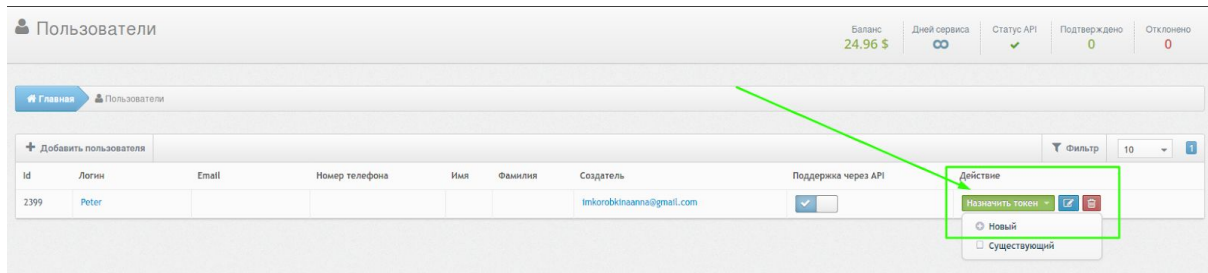 Пользователи
Баланс
24.96 $
Дней сервиса
∞
Статус API
Подтверждено
0
Отклонено
0
Главная
Пользователи
Добавить пользователя
Фильтр
10
1
Id Логин Email Номер телефона Имя Фамилия Создатель Поддержка через API Действие
2399 Peter imkorobkinaanna@gmail.com Назначить токен
Новый
Существующий